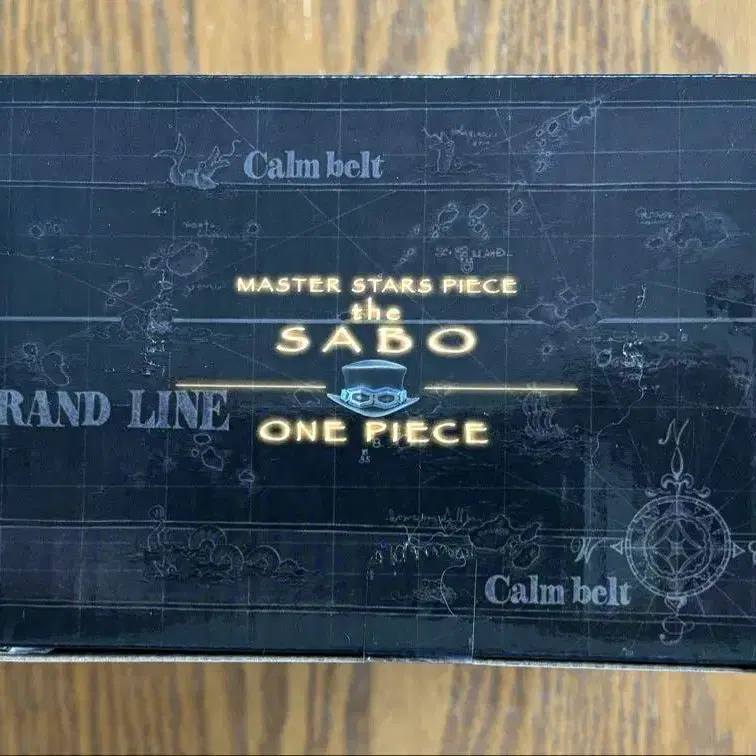 Calm belt
MASTER STARS PIECE
the
SABO
RAND LINE
ONE PIECE
N
W
Calm belt
S